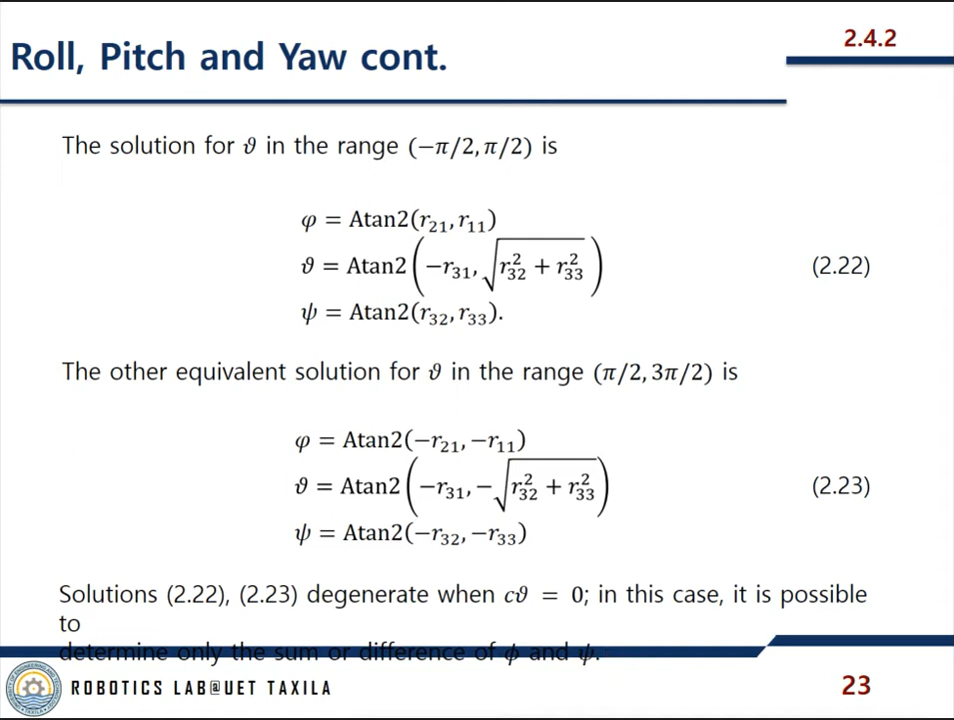 2.4.2
Roll, Pitch and Yaw cont.
The solution for ϑ in the range (−π/2, π/2) is
φ = Atan2(r₂₁, r₁₁)
ϑ = Atan2(−r₃₁, √(r₃₂² + r₃₃²)) (2.22)
ψ = Atan2(r₃₂, r₃₃).
The other equivalent solution for ϑ in the range (π/2, 3π/2) is
φ = Atan2(−r₂₁, −r₁₁)
ϑ = Atan2(−r₃₁, −√(r₃₂² + r₃₃²)) (2.23)
ψ = Atan2(−r₃₂, −r₃₃)
Solutions (2.22), (2.23) degenerate when cϑ = 0; in this case, it is possible
to
determine only the sum or difference of ϕ and ψ.
ROBOTICS LAB@UET TAXILA
23